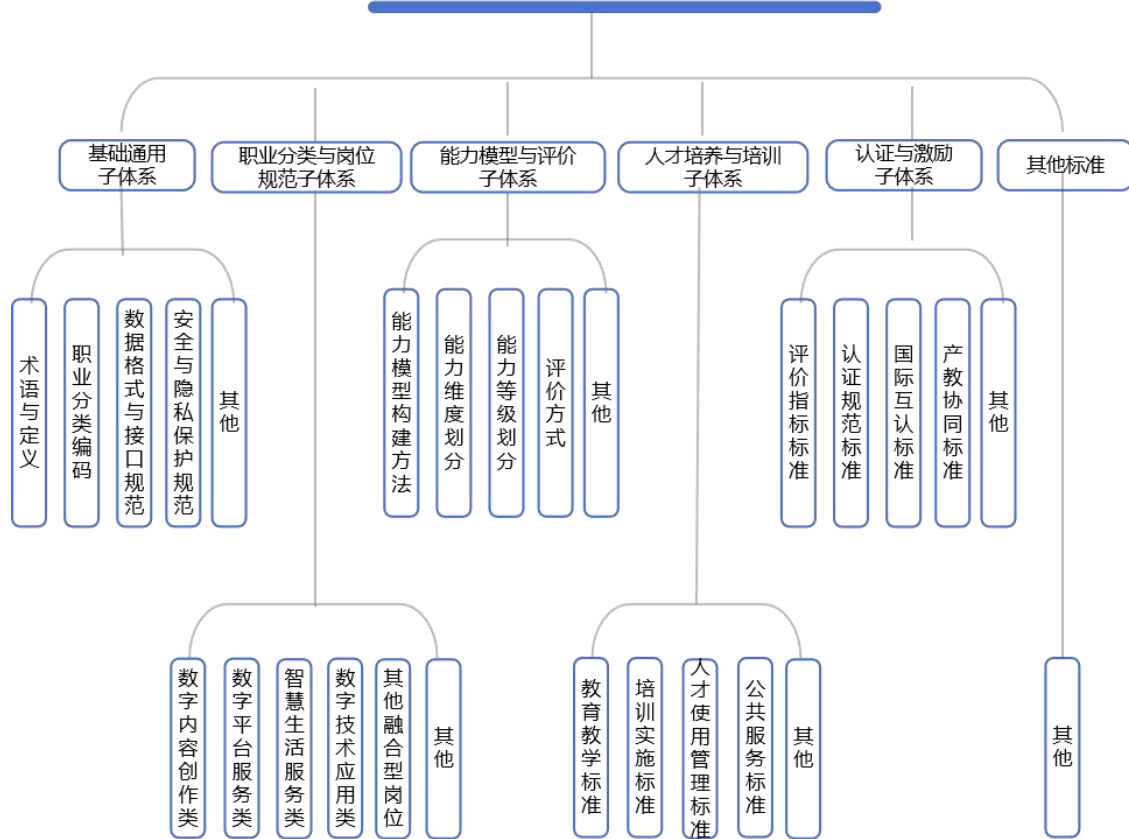 基础通用
子体系
职业分类与岗位
规范子体系
能力模型与评价
子体系
人才培养与培训
子体系
认证与激励
子体系
其他标准
术语与定义
职业分类编码
数据格式与接口规范
安全与隐私保护规范
其他
能力模型构建方法
能力维度划分
能力等级划分
评价方式
其他
评价指标标准
认证规范标准
国际互认标准
产教协同标准
其他
数字内容创作类
数字平台服务类
智慧生活服务类
数字技术应用类
其他融合型岗位
其他
教育教学标准
培训实施标准
人才使用管理标准
公共服务标准
其他
其他